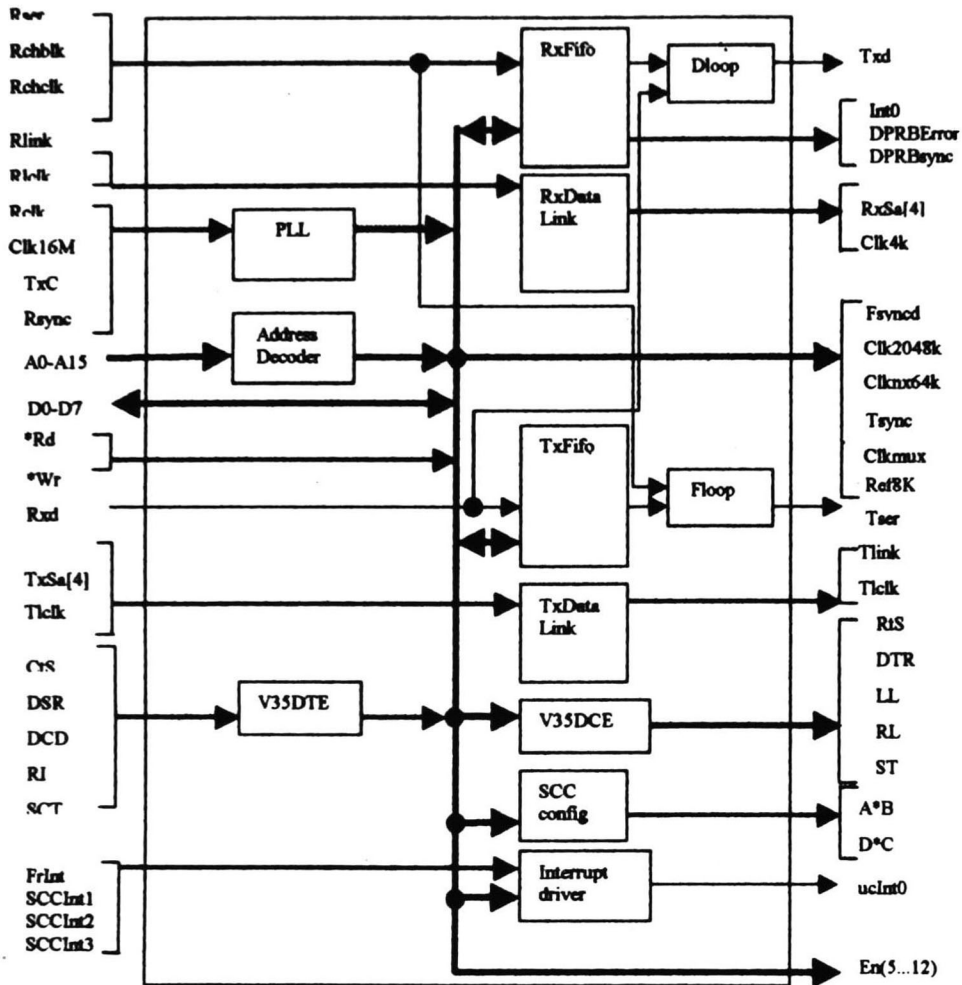 Rchblk
Rchclk
Rlink
Rlclk
Rclk
Clk16M
TxC
Rsync
A0-A15
D0-D7
*Rd
*Wr
Rxd
TxSa[4]
Tlclk
CtS
DSR
DCD
RI
SCT
FrInt
SCCInt1
SCCInt2
SCCInt3
PLL
Address
Decoder
V35DTE
RxFifo
RxData
Link
TxFifo
TxData
Link
V35DCE
SCC
config
Interrupt
driver
Dloop
Floop
Txd
Int0
DPRBError
DPRBsync
RxSa[4]
Clk4k
Fsyncd
Clk2048k
Clknx64k
Tsync
Clkmux
Ref8K
Tser
Tlink
Tlclk
RtS
DTR
LL
RL
ST
A*B
D*C
ucInt0
En(5...12)